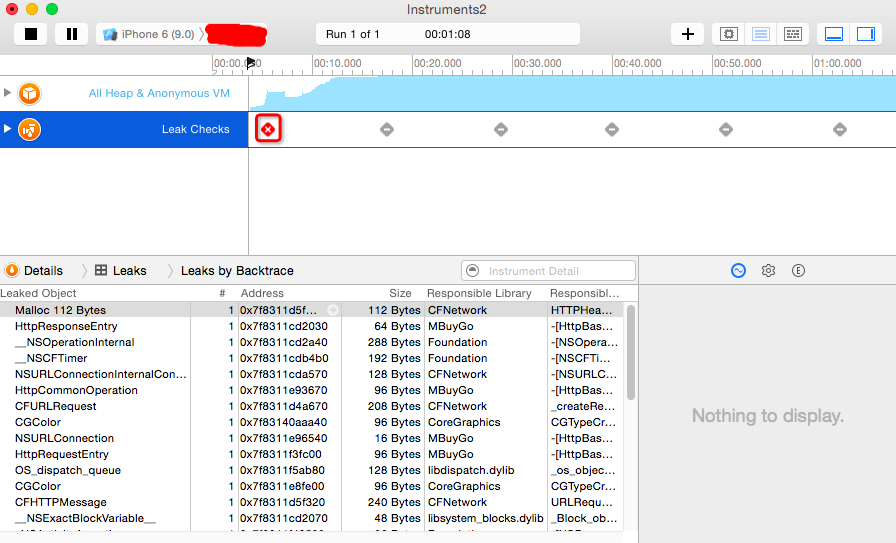 Instruments2
iPhone 6 (9.0)
Run 1 of 1 00:01:08
00:00.000 00:10.000 00:20.000 00:30.000 00:40.000 00:50.000 01:00.000
All Heap & Anonymous VM
Leak Checks
Details Leaks Leaks by Backtrace Instrument Detail
E
Leaked Object # Address Size Responsible Library Responsibl...
Malloc 112 Bytes 1 0x7f8311d5f... 112 Bytes CFNetwork HTTPHea...
HttpResponseEntry 1 0x7f8311cd2030 64 Bytes MBuyGo -[HttpBas...
__NSOperationInternal 1 0x7f8311cd2a40 288 Bytes Foundation -[NSOpera...
__NSCFTimer 1 0x7f8311cdb4b0 192 Bytes Foundation -[NSCFTi...
NSURLConnectionInternalCon... 1 0x7f8311cda570 128 Bytes CFNetwork -[NSURLC...
HttpCommonOperation 1 0x7f8311e93670 96 Bytes MBuyGo -[HttpBas...
CFURLRequest 1 0x7f8311d4a670 208 Bytes CFNetwork _createRe...
CGColor 1 0x7f83140aaa40 96 Bytes CoreGraphics CGTypeCr...
NSURLConnection 1 0x7f8311e96540 16 Bytes MBuyGo -[HttpBas...
HttpRequestEntry 1 0x7f8311f3fc00 96 Bytes MBuyGo -[HttpBas...
OS_dispatch_queue 1 0x7f8311f5ab80 128 Bytes libdispatch.dylib _os_objec...
CGColor 1 0x7f8311e8fe00 96 Bytes CoreGraphics CGTypeCr...
CFHTTPMessage 1 0x7f8311d5f320 240 Bytes CFNetwork URLRequ...
__NSExactBlockVariable__ 1 0x7f8311cd2070 48 Bytes libsystem_blocks.dylib _Block_ob...
Nothing to display.